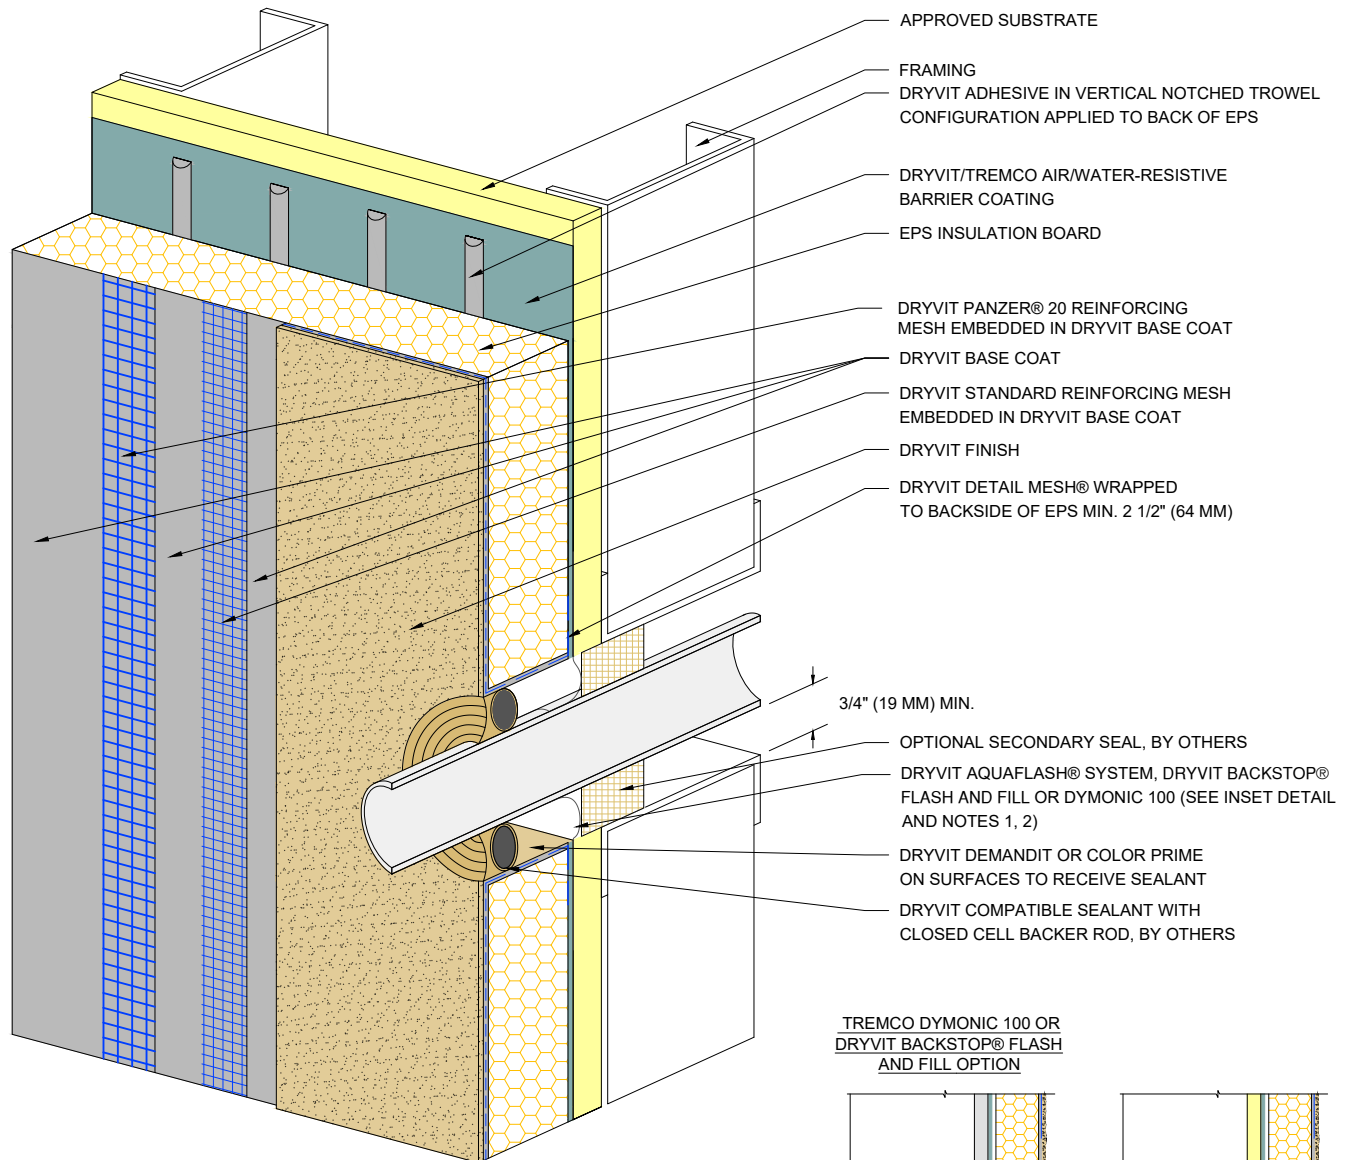 APPROVED SUBSTRATE
FRAMING
DRYVIT ADHESIVE IN VERTICAL NOTCHED TROWEL
CONFIGURATION APPLIED TO BACK OF EPS
DRYVIT/TREMCO AIR/WATER-RESISTIVE
BARRIER COATING
EPS INSULATION BOARD
DRYVIT PANZER® 20 REINFORCING
MESH EMBEDDED IN DRYVIT BASE COAT
DRYVIT BASE COAT
DRYVIT STANDARD REINFORCING MESH
EMBEDDED IN DRYVIT BASE COAT
DRYVIT FINISH
DRYVIT DETAIL MESH® WRAPPED
TO BACKSIDE OF EPS MIN. 2 1/2" (64 MM)
3/4" (19 MM) MIN.
OPTIONAL SECONDARY SEAL, BY OTHERS
DRYVIT AQUAFLASH® SYSTEM, DRYVIT BACKSTOP®
FLASH AND FILL OR DYMONIC 100 (SEE INSET DETAIL
AND NOTES 1, 2)
DRYVIT DEMANDIT OR COLOR PRIME
ON SURFACES TO RECEIVE SEALANT
DRYVIT COMPATIBLE SEALANT WITH
CLOSED CELL BACKER ROD, BY OTHERS
TREMCO DYMONIC 100 OR
DRYVIT BACKSTOP® FLASH
AND FILL OPTION